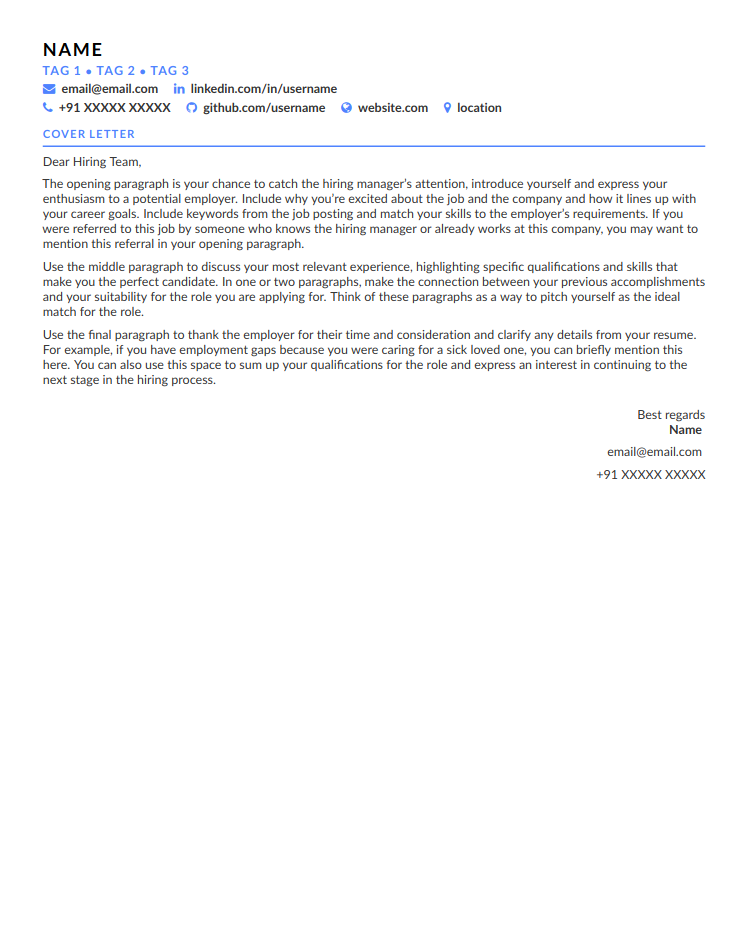 NAME
TAG 1 • TAG 2 • TAG 3
email@email.com linkedin.com/in/username
+91 XXXXX XXXXX github.com/username website.com location
COVER LETTER
Dear Hiring Team,
The opening paragraph is your chance to catch the hiring manager’s attention, introduce yourself and express your
enthusiasm to a potential employer. Include why you’re excited about the job and the company and how it lines up with
your career goals. Include keywords from the job posting and match your skills to the employer’s requirements. If you
were referred to this job by someone who knows the hiring manager or already works at this company, you may want to
mention this referral in your opening paragraph.
Use the middle paragraph to discuss your most relevant experience, highlighting specific qualifications and skills that
make you the perfect candidate. In one or two paragraphs, make the connection between your previous accomplishments
and your suitability for the role you are applying for. Think of these paragraphs as a way to pitch yourself as the ideal
match for the role.
Use the final paragraph to thank the employer for their time and consideration and clarify any details from your resume.
For example, if you have employment gaps because you were caring for a sick loved one, you can briefly mention this
here. You can also use this space to sum up your qualifications for the role and express an interest in continuing to the
next stage in the hiring process.
Best regards
Name
email@email.com
+91 XXXXX XXXXX